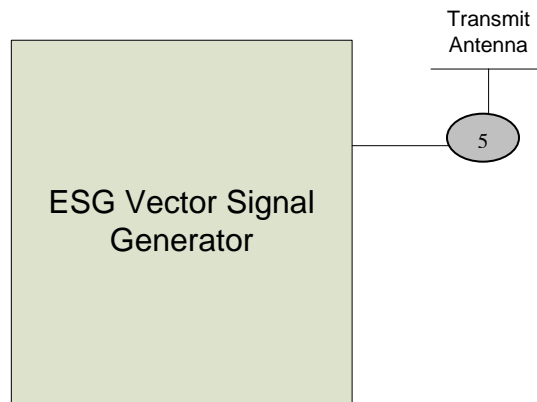 Transmit
Antenna
5
ESG Vector Signal
Generator